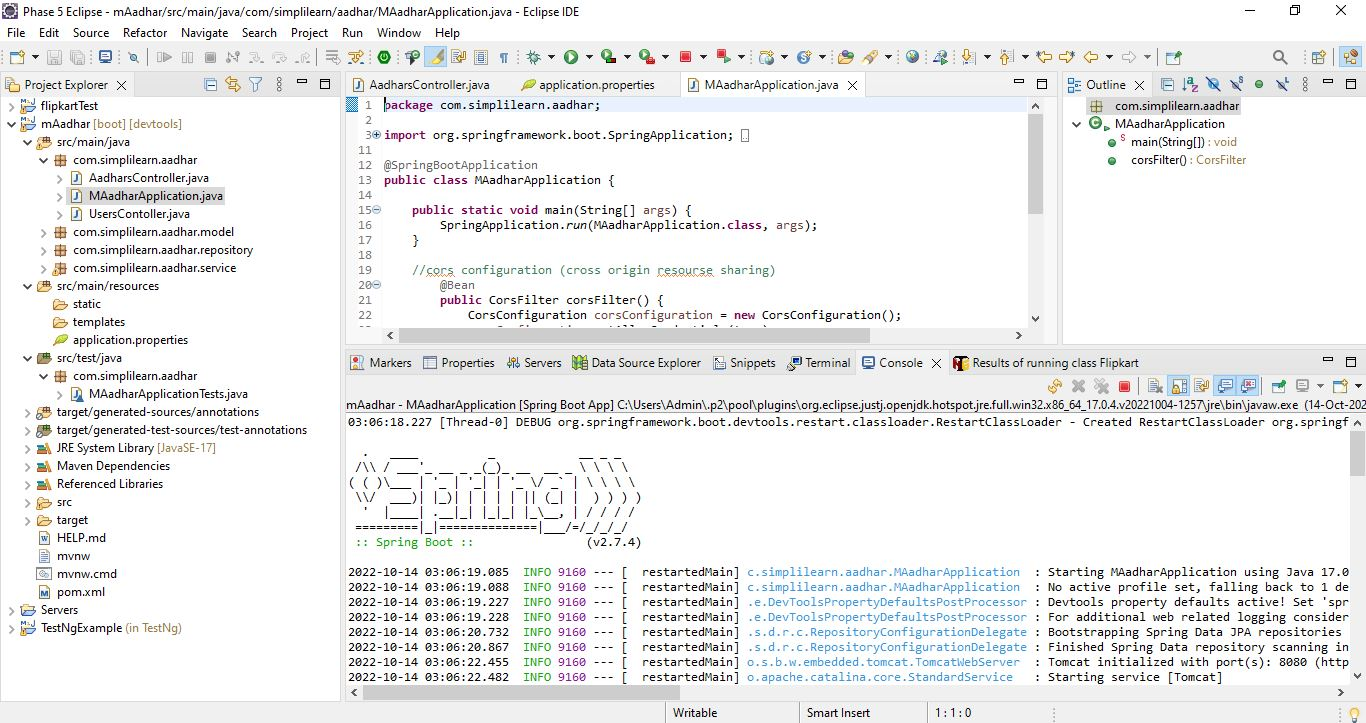 Phase 5 Eclipse - mAadhar/src/main/java/com/simplilearn/aadhar/MAadharApplication.java - Eclipse IDE
File Edit Source Refactor Navigate Search Project Run Window Help
Project Explorer
flipkartTest
mAadhar [boot] [devtools]
src/main/java
com.simplilearn.aadhar
AadharsController.java
MAadharApplication.java
UsersContoller.java
com.simplilearn.aadhar.model
com.simplilearn.aadhar.repository
com.simplilearn.aadhar.service
src/main/resources
static
templates
application.properties
src/test/java
com.simplilearn.aadhar
MAadharApplicationTests.java
target/generated-sources/annotations
target/generated-test-sources/test-annotations
JRE System Library [JavaSE-17]
Maven Dependencies
Referenced Libraries
src
target
HELP.md
mvnw
mvnw.cmd
pom.xml
Servers
TestNgExample (in TestNg)
AadharsController.java application.properties MAadharApplication.java
1 package com.simplilearn.aadhar;
2
3 import org.springframework.boot.SpringApplication;
11
12 @SpringBootApplication
13 public class MAadharApplication {
14
15 public static void main(String[] args) {
16 SpringApplication.run(MAadharApplication.class, args);
17 }
18
19 //cors configuration (cross origin resourse sharing)
20 @Bean
21 public CorsFilter corsFilter() {
22 CorsConfiguration corsConfiguration = new CorsConfiguration();
Outline
com.simplilearn.aadhar
MAadharApplication
main(String[]) : void
corsFilter() : CorsFilter
Markers Properties Servers Data Source Explorer Snippets Terminal Console Results of running class Flipkart
mAadhar - MAadharApplication [Spring Boot App] C:\Users\Admin\.p2\pool\plugins\org.eclipse.justj.openjdk.hotspot.jre.full.win32.x86_64_17.0.4.v20221004-1257\jre\bin\javaw.exe (14-Oct-202
03:06:18.227 [Thread-0] DEBUG org.springframework.boot.devtools.restart.classloader.RestartClassLoader - Created RestartClassLoader org.springf
Spring
:: Spring Boot :: (v2.7.4)
2022-10-14 03:06:19.085 INFO 9160 --- [ restartedMain] c.simplilearn.aadhar.MAadharApplication : Starting MAadharApplication using Java 17.0
2022-10-14 03:06:19.088 INFO 9160 --- [ restartedMain] c.simplilearn.aadhar.MAadharApplication : No active profile set, falling back to 1 de
2022-10-14 03:06:19.227 INFO 9160 --- [ restartedMain] .e.DevToolsPropertyDefaultsPostProcessor : Devtools property defaults active! Set 'spr
2022-10-14 03:06:19.228 INFO 9160 --- [ restartedMain] .e.DevToolsPropertyDefaultsPostProcessor : For additional web related logging consider
2022-10-14 03:06:20.732 INFO 9160 --- [ restartedMain] .s.d.r.c.RepositoryConfigurationDelegate : Bootstrapping Spring Data JPA repositories
2022-10-14 03:06:20.867 INFO 9160 --- [ restartedMain] .s.d.r.c.RepositoryConfigurationDelegate : Finished Spring Data repository scanning in
2022-10-14 03:06:22.455 INFO 9160 --- [ restartedMain] o.s.b.w.embedded.tomcat.TomcatWebServer : Tomcat initialized with port(s): 8080 (http
2022-10-14 03:06:22.482 INFO 9160 --- [ restartedMain] o.apache.catalina.core.StandardService : Starting service [Tomcat]
Writable Smart Insert 1 : 1 : 0